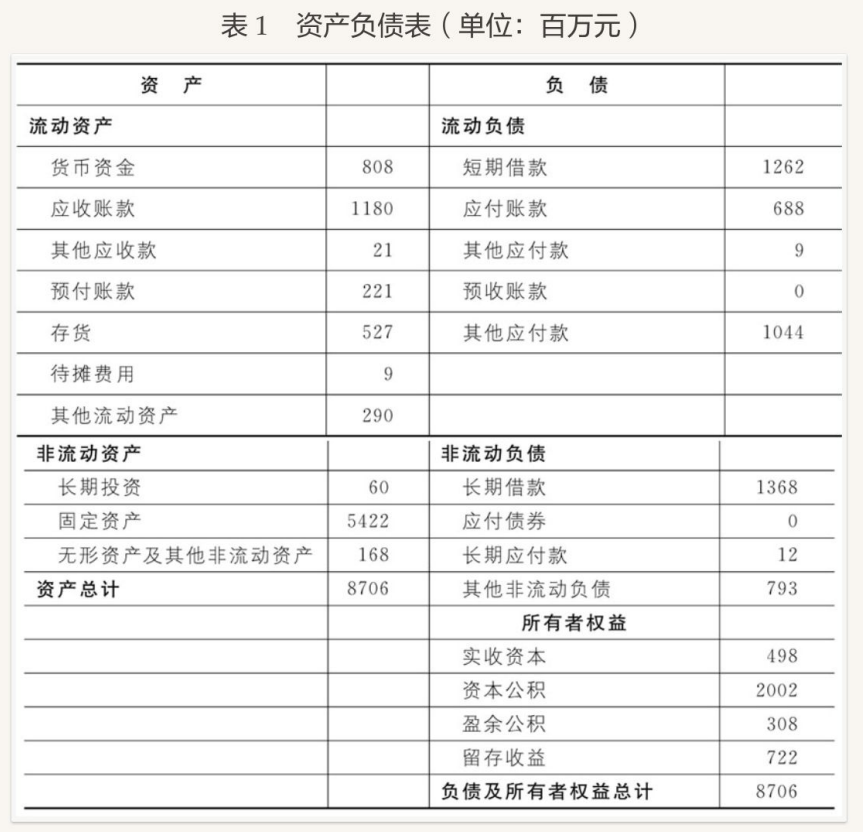 表 1 资产负债表（单位：百万元）
资 产 负 债
流动资产 流动负债
货币资金 808 短期借款 1262
应收账款 1180 应付账款 688
其他应收款 21 其他应付款 9
预付账款 221 预收账款 0
存货 527 其他应付款 1044
待摊费用 9
其他流动资产 290
非流动资产 非流动负债
长期投资 60 长期借款 1368
固定资产 5422 应付债券 0
无形资产及其他非流动资产 168 长期应付款 12
资产总计 8706 其他非流动负债 793
所有者权益
实收资本 498
资本公积 2002
盈余公积 308
留存收益 722
负债及所有者权益总计 8706